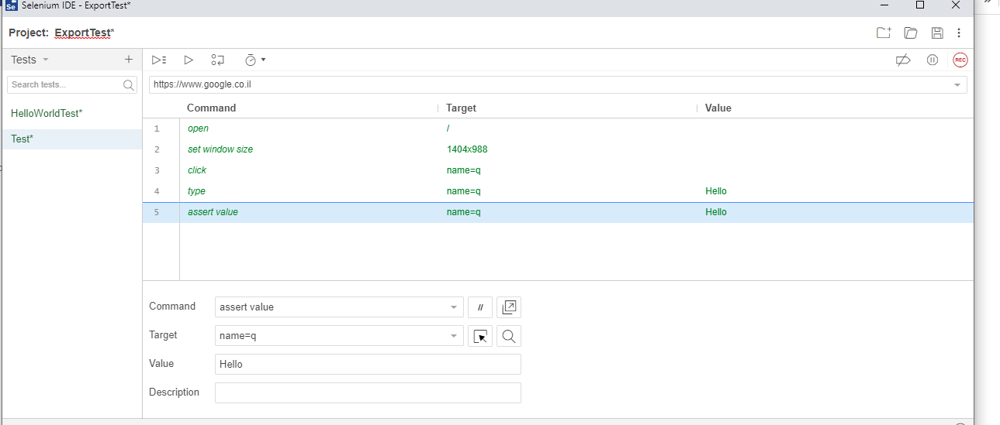 Se Selenium IDE - ExportTest*
Project: ExportTest*
Tests
Search tests...
HelloWorldTest*
Test*
REC
https://www.google.co.il
Command Target Value
1 open /
2 set window size 1404x988
3 click name=q
4 type name=q Hello
5 assert value name=q Hello
Command assert value //
Target name=q
Value Hello
Description